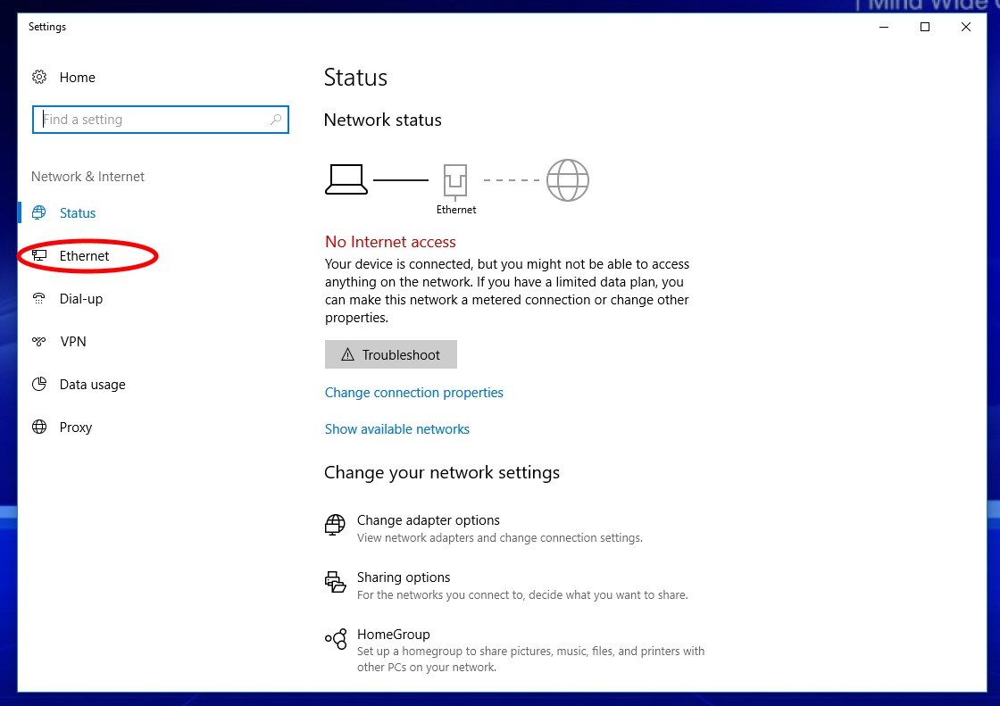 | Mind Wide
Settings
Home
Find a setting
Network & Internet
Status
Ethernet
Dial-up
VPN
Data usage
Proxy
Status
Network status
Ethernet
No Internet access
Your device is connected, but you might not be able to access
anything on the network. If you have a limited data plan, you
can make this network a metered connection or change other
properties.
Troubleshoot
Change connection properties
Show available networks
Change your network settings
Change adapter options
View network adapters and change connection settings.
Sharing options
For the networks you connect to, decide what you want to share.
HomeGroup
Set up a homegroup to share pictures, music, files, and printers with
other PCs on your network.